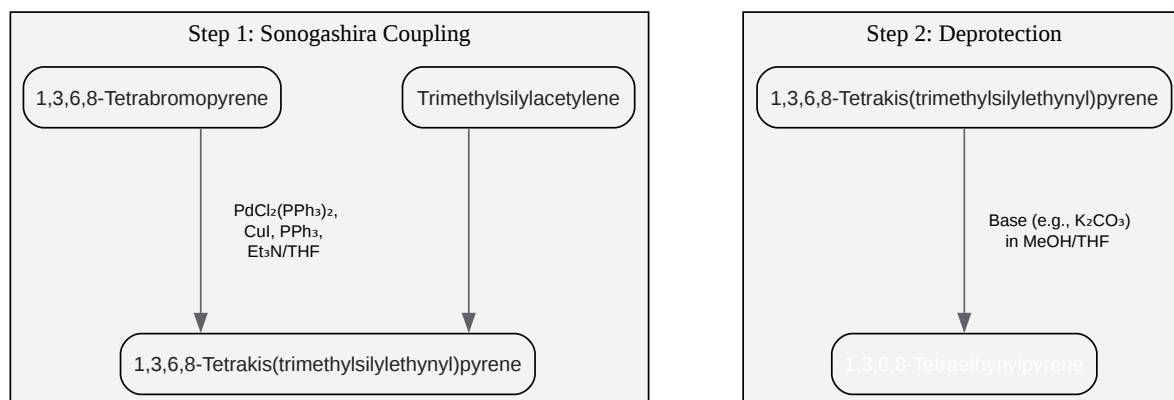 Step 1: Sonogashira Coupling
1,3,6,8-Tetrabromopyrene
Trimethylsilylacetylene
PdCl₂(PPh₃)₂,
CuI, PPh₃,
Et₃N/THF
1,3,6,8-Tetrakis(trimethylsilylethynyl)pyrene
Step 2: Deprotection
1,3,6,8-Tetrakis(trimethylsilylethynyl)pyrene
Base (e.g., K₂CO₃)
in MeOH/THF
1,3,6,8-Tetraethynylpyrene